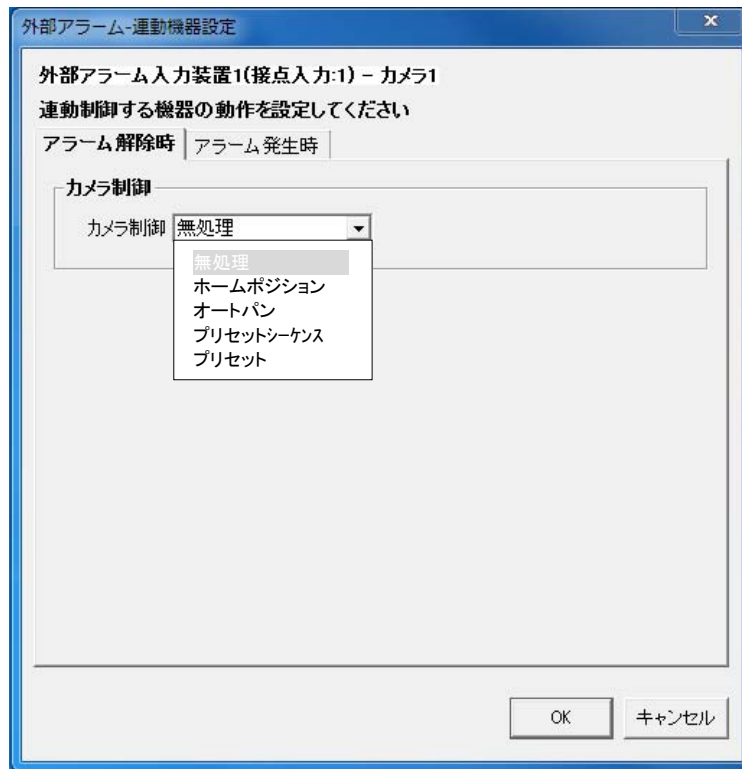 外部アラーム-連動機器設定
外部アラーム入力装置1(接点入力:1) - カメラ1
連動制御する機器の動作を設定してください
アラーム解除時 アラーム発生時
カメラ制御
カメラ制御 無処理
無処理
ホームポジション
オートパン
プリセットシーケンス
プリセット
OK キャンセル